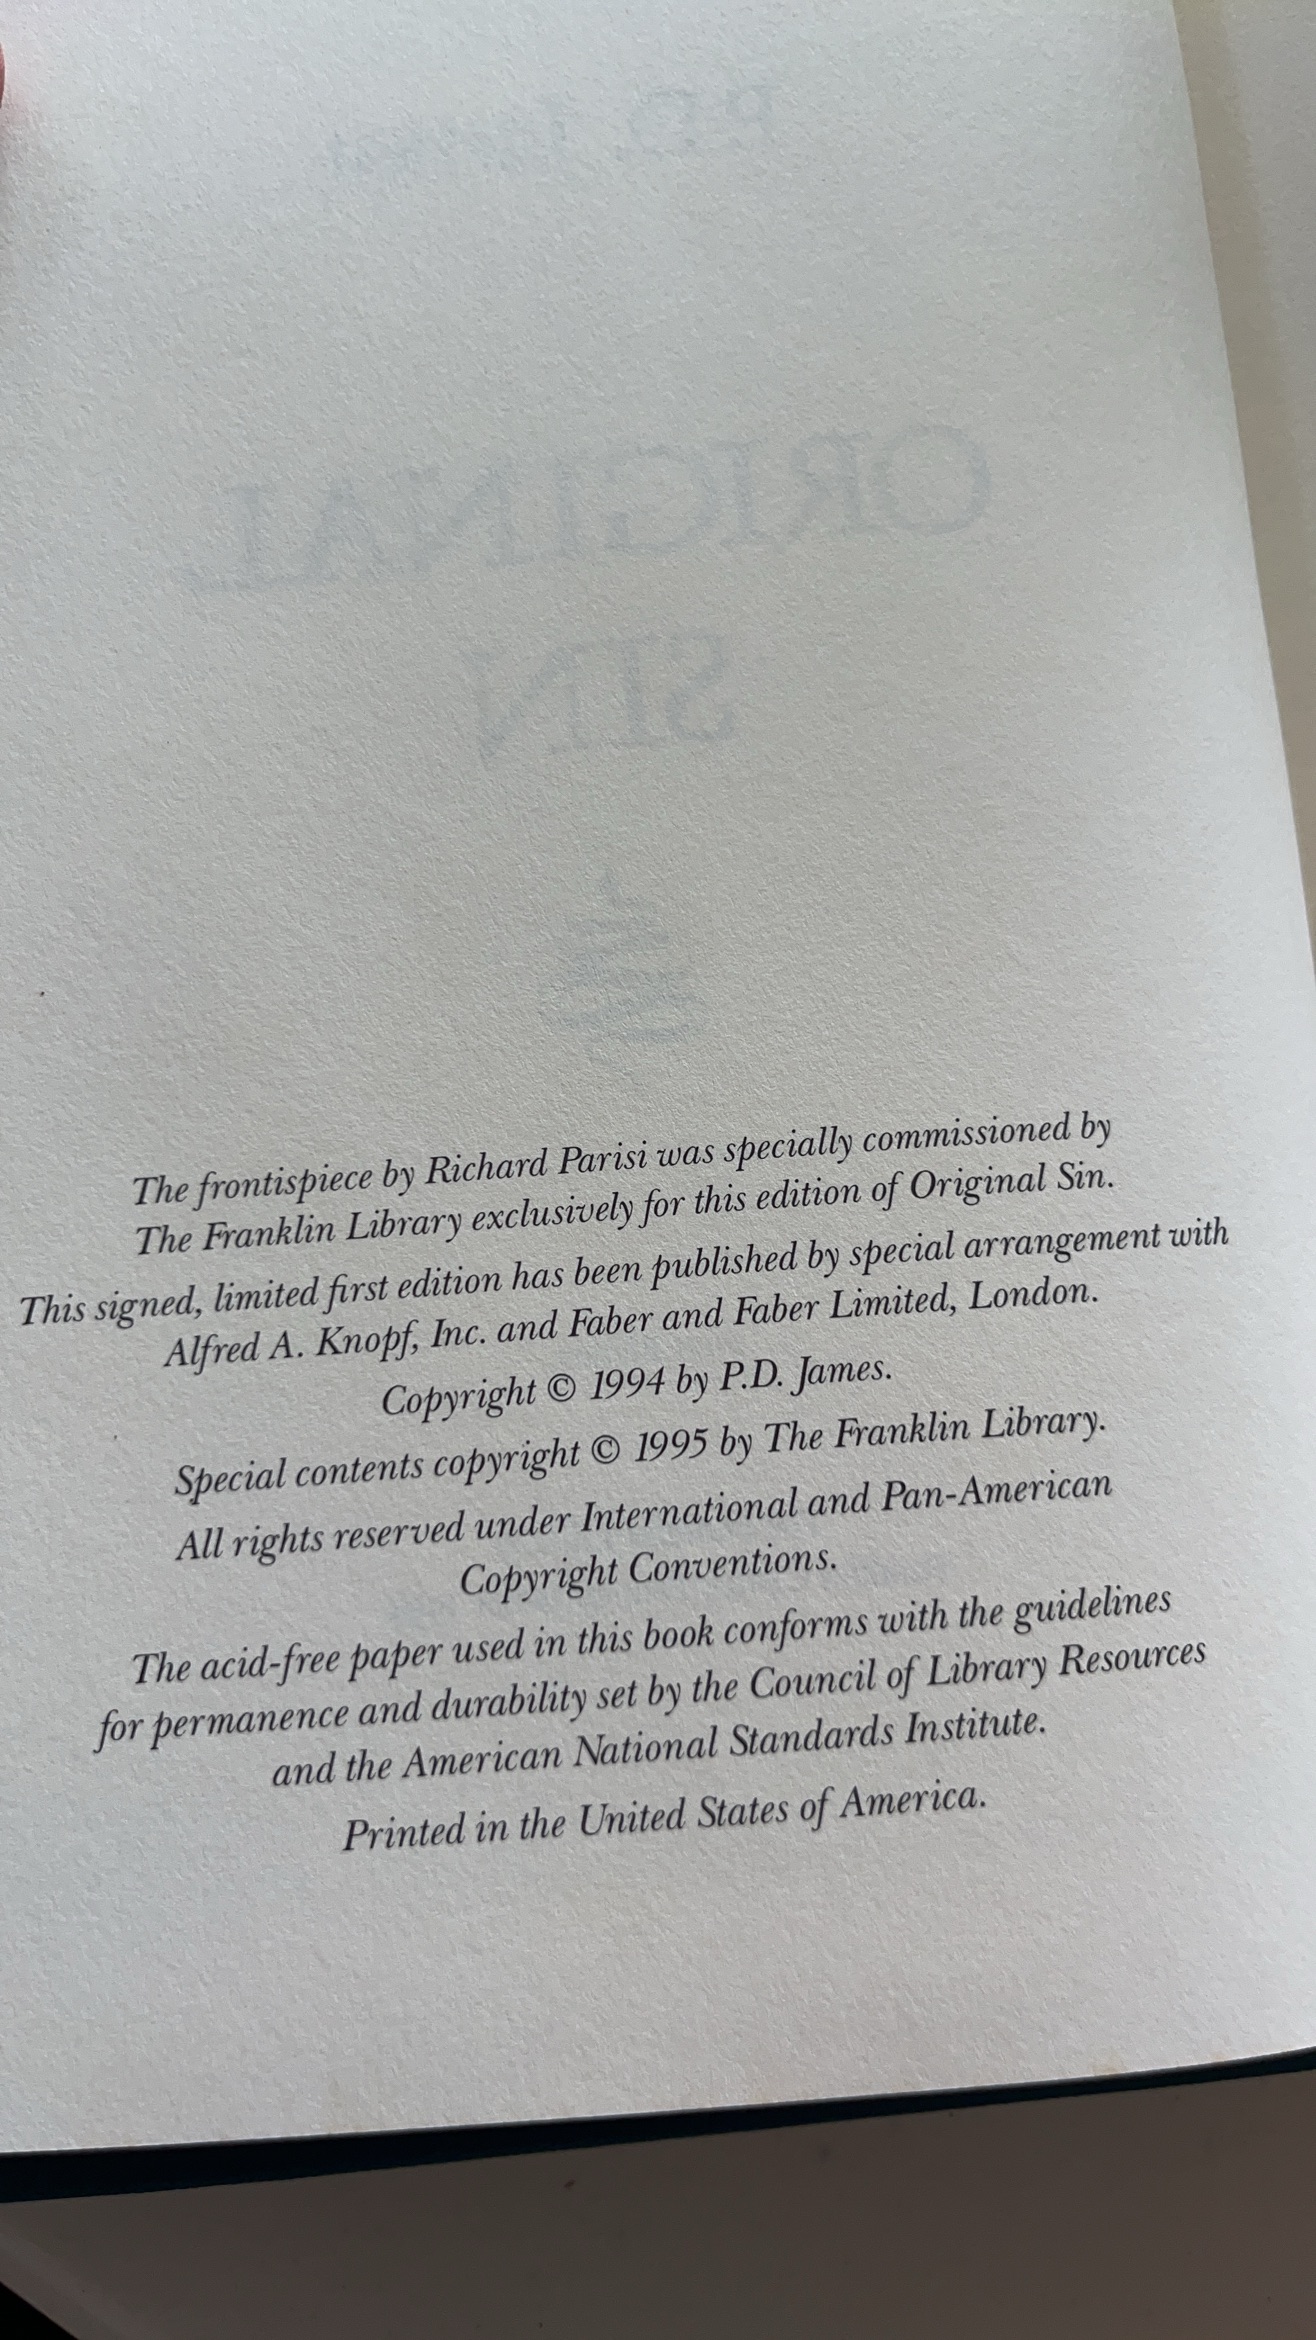 P.D. James
ORIGINAL
SIN
The frontispiece by Richard Parisi was specially commissioned by
The Franklin Library exclusively for this edition of Original Sin.
This signed, limited first edition has been published by special arrangement with
Alfred A. Knopf, Inc. and Faber and Faber Limited, London.
Copyright © 1994 by P.D. James.
Special contents copyright © 1995 by The Franklin Library.
All rights reserved under International and Pan-American
Copyright Conventions.
The acid-free paper used in this book conforms with the guidelines
for permanence and durability set by the Council of Library Resources
and the American National Standards Institute.
Printed in the United States of America.